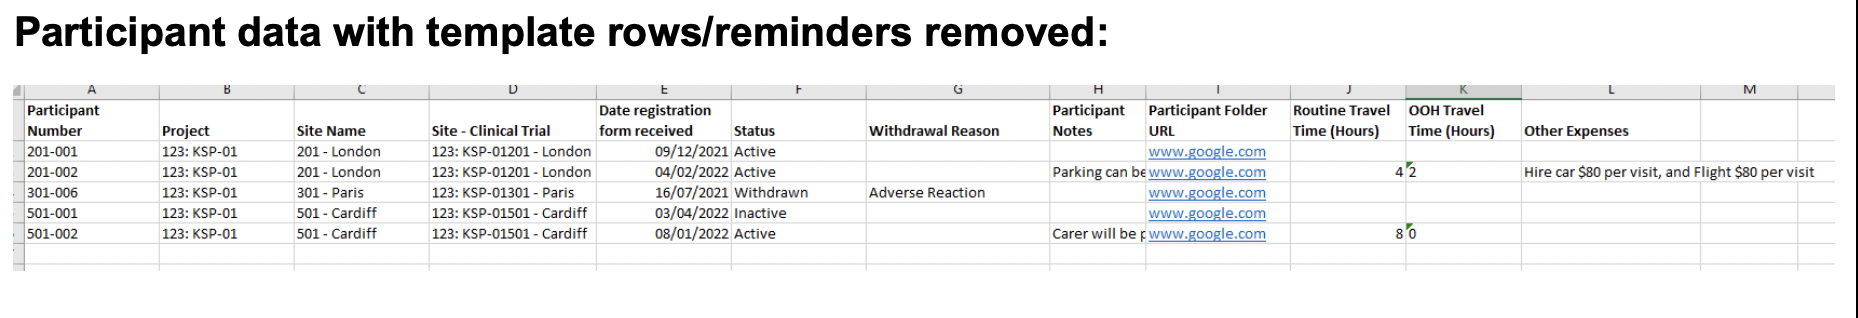 Participant data with template rows/reminders removed:
A B C D E F G H I J K L M
Participant Number Project Site Name Site - Clinical Trial Date registration form received Status Withdrawal Reason Participant Notes Participant Folder URL Routine Travel Time (Hours) OOH Travel Time (Hours) Other Expenses
201-001 123: KSP-01 201 - London 123: KSP-01201 - London 09/12/2021 Active www.google.com
201-002 123: KSP-01 201 - London 123: KSP-01201 - London 04/02/2022 Active Parking can be www.google.com 4 2 Hire car $80 per visit, and Flight $80 per visit
301-006 123: KSP-01 301 - Paris 123: KSP-01301 - Paris 16/07/2021 Withdrawn Adverse Reaction www.google.com
501-001 123: KSP-01 501 - Cardiff 123: KSP-01501 - Cardiff 03/04/2022 Inactive www.google.com
501-002 123: KSP-01 501 - Cardiff 123: KSP-01501 - Cardiff 08/01/2022 Active Carer will be www.google.com 8 0